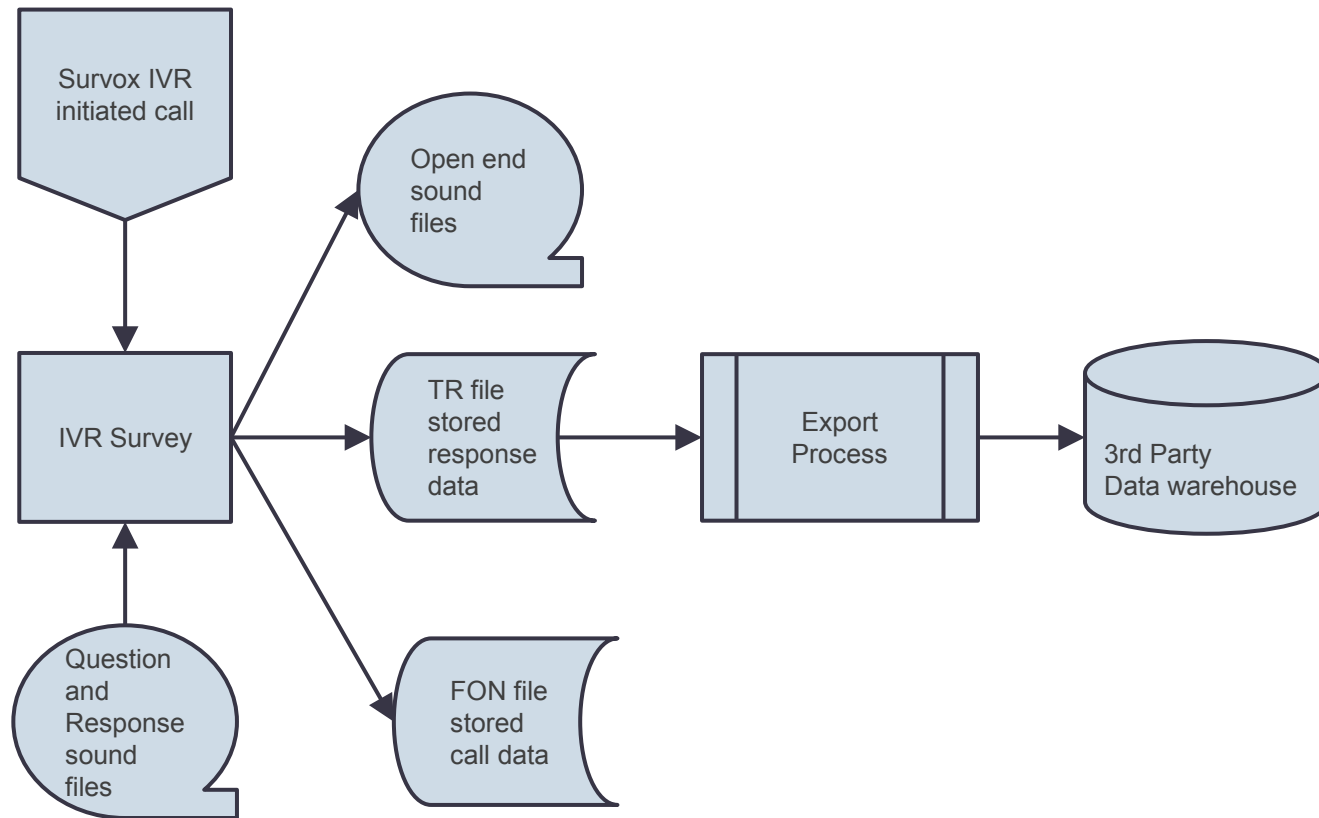 Survox IVR
initiated call
Open end
sound
files
IVR Survey
TR file
stored
response
data
Export
Process
3rd Party
Data warehouse
Question
and
Response
sound
files
FON file
stored
call data